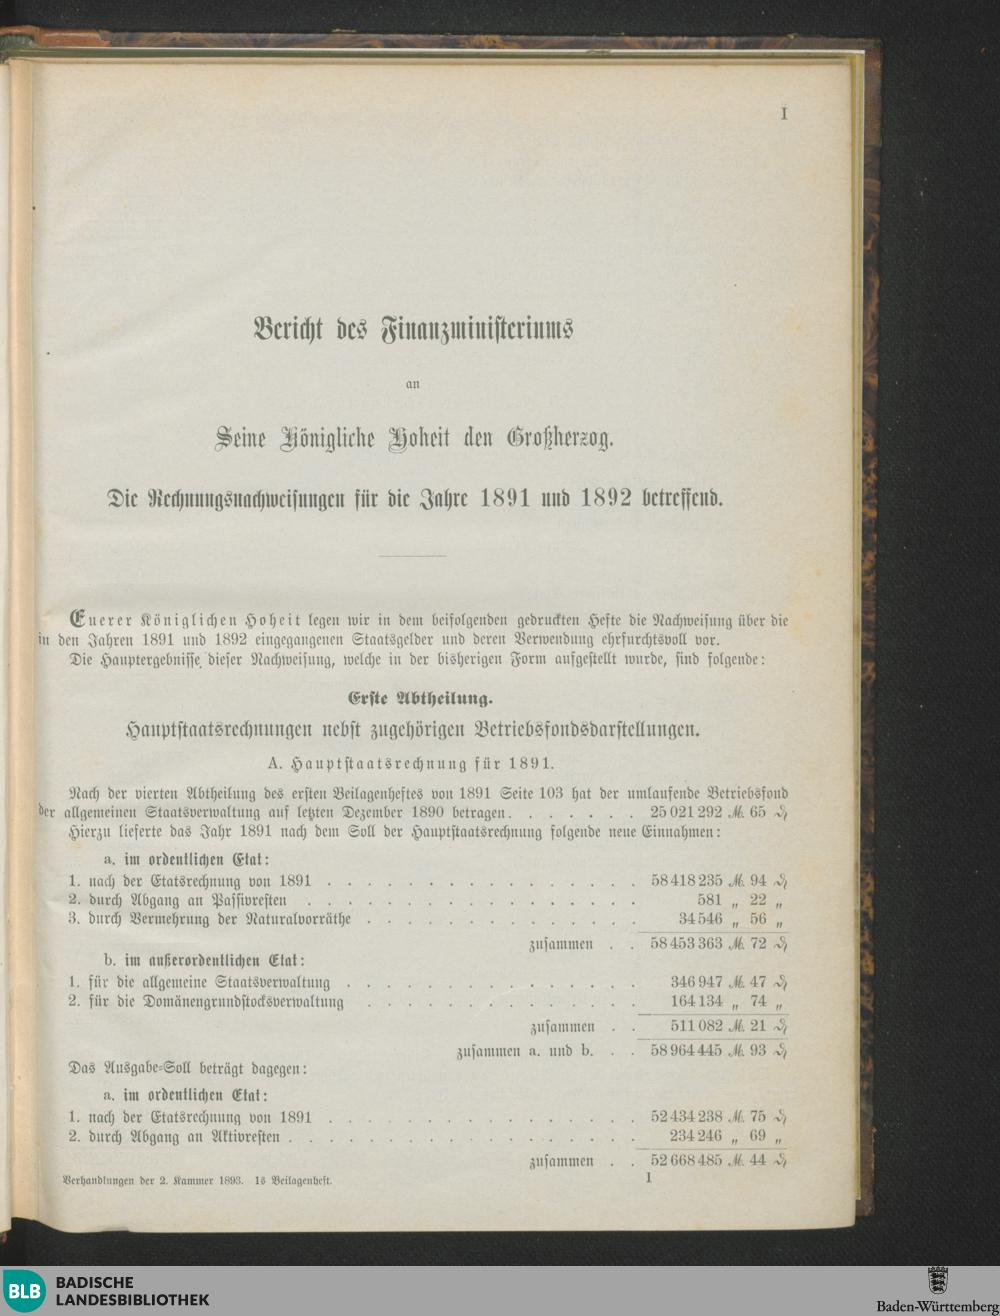 I
Bericht des Finanzministeriums
an
Seine Königliche Hoheit den Großherzog.
Die Rechnungsnachweisungen für die Jahre 1891 und 1892 betreffend.
Euerer Königlichen Hoheit legen wir in dem beifolgenden gedruckten Hefte die Nachweisung über die
in den Jahren 1891 und 1892 eingegangenen Staatsgelder und deren Verwendung ehrfurchtsvoll vor.
Die Hauptergebnisse dieser Nachweisung, welche in der bisherigen Form aufgestellt wurde, sind folgende:
Erste Abtheilung.
Hauptstaatsrechnungen nebst zugehörigen Betriebsfondsdarstellungen.
A. Hauptstaatsrechnung für 1891.
Nach der vierten Abtheilung des ersten Beilagenheftes von 1891 Seite 103 hat der umlaufende Betriebsfond
der allgemeinen Staatsverwaltung auf letzten Dezember 1890 betragen. . . . . . . 25 021 292 ℳ. 65 ₰
Hierzu lieferte das Jahr 1891 nach dem Soll der Hauptstaatsrechnung folgende neue Einnahmen:
a. im ordentlichen Etat:
1. nach der Etatsrechnung von 1891 . . . . . . . . . . . . . . . 58 418 235 ℳ. 94 ₰
2. durch Abgang an Passivresten . . . . . . . . . . . . . . . . 581 „ 22 „
3. durch Vermehrung der Naturalvorräthe . . . . . . . . . . . . . 34 546 „ 56 „
zusammen . . 58 453 363 ℳ. 72 ₰
b. im außerordentlichen Etat:
1. für die allgemeine Staatsverwaltung . . . . . . . . . . . . . . 346 947 ℳ. 47 ₰
2. für die Domänengrundstocksverwaltung . . . . . . . . . . . . . 164 134 „ 74 „
zusammen . . 511 082 ℳ. 21 ₰
zusammen a. und b. . . 58 964 445 ℳ. 93 ₰
Das Ausgabe-Soll beträgt dagegen:
a. im ordentlichen Etat:
1. nach der Etatsrechnung von 1891 . . . . . . . . . . . . . . . 52 434 238 ℳ. 75 ₰
2. durch Abgang an Aktivresten . . . . . . . . . . . . . . . . . 234 246 „ 69 „
zusammen . . 52 668 485 ℳ. 44 ₰
Verhandlungen der 2. Kammer 1893. 1s Beilagenheft. 1
BLB BADISCHE
LANDESBIBLIOTHEK
Baden-Württemberg